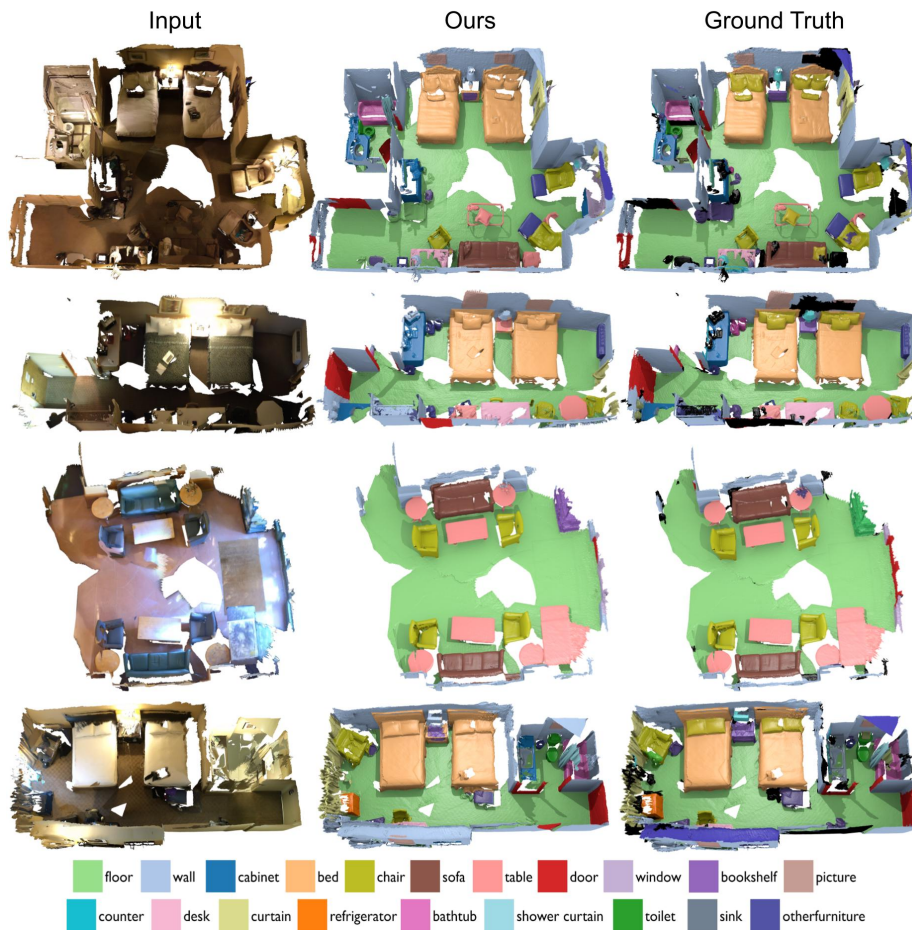 Input Ours Ground Truth
floor wall cabinet bed chair sofa table door window bookshelf picture
counter desk curtain refrigerator bathtub shower curtain toilet sink otherfurniture